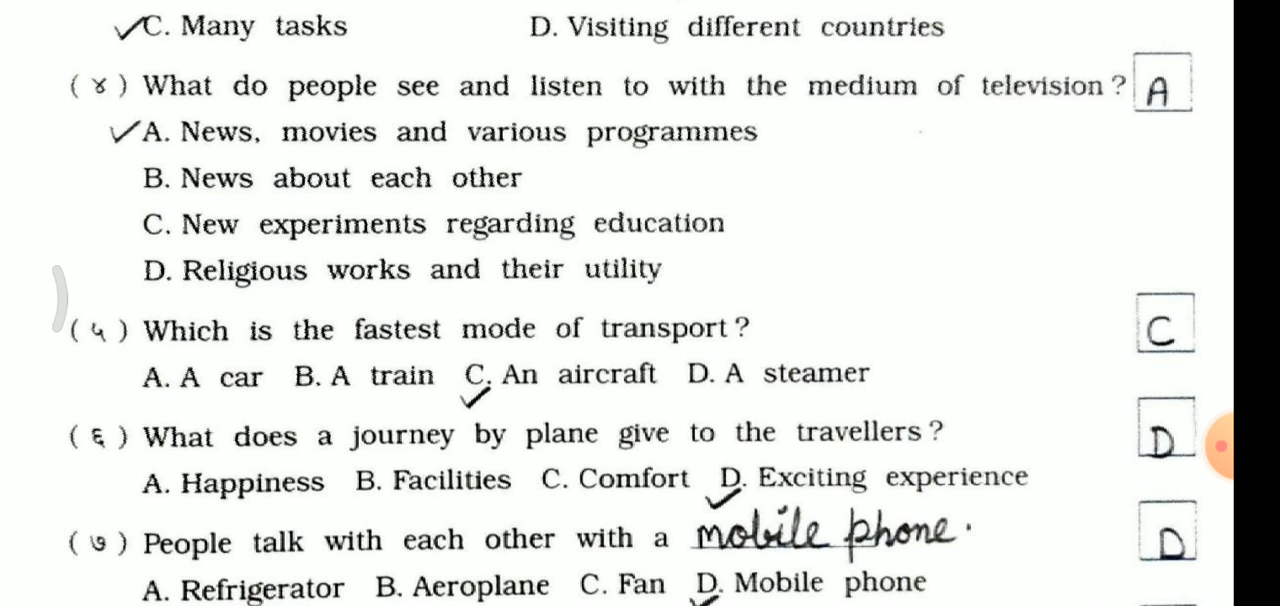 ✓C. Many tasks D. Visiting different countries
(४) What do people see and listen to with the medium of television? A
✓A. News, movies and various programmes
B. News about each other
C. New experiments regarding education
D. Religious works and their utility
(५) Which is the fastest mode of transport? C
A. A car B. A train C. An aircraft D. A steamer
(६) What does a journey by plane give to the travellers? D
A. Happiness B. Facilities C. Comfort D. Exciting experience
(७) People talk with each other with a mobile phone. D
A. Refrigerator B. Aeroplane C. Fan D. Mobile phone